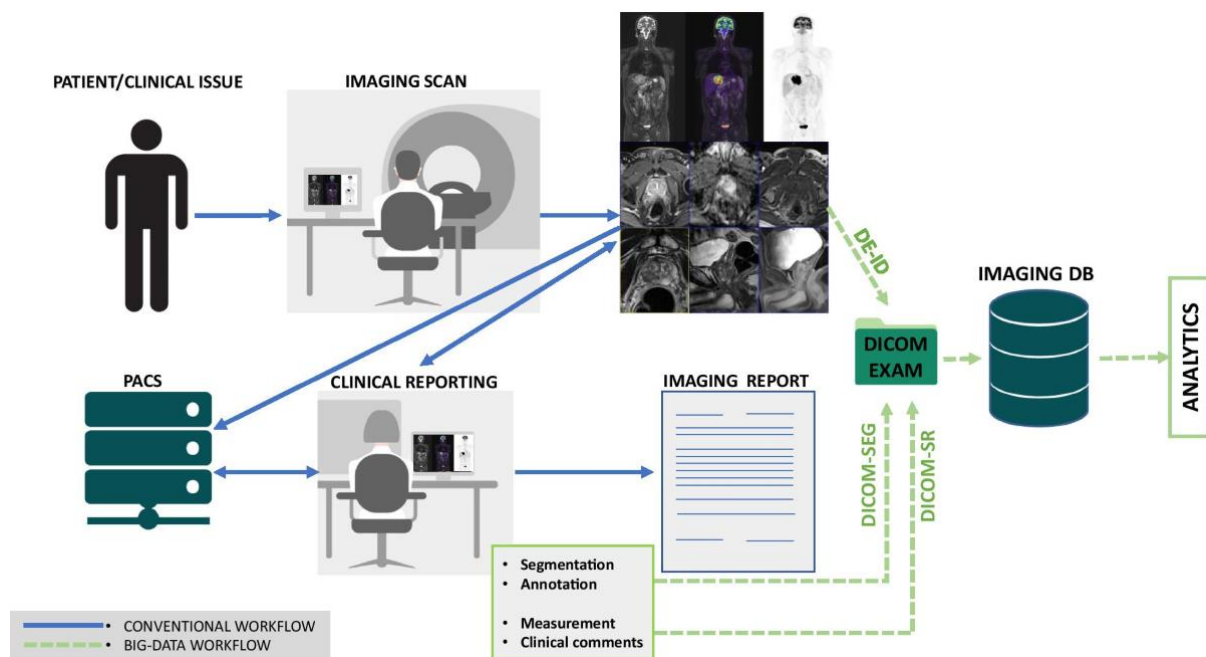 PATIENT/CLINICAL ISSUE
IMAGING SCAN
DE-ID
IMAGING DB
DICOM
EXAM
ANALYTICS
PACS
CLINICAL REPORTING
IMAGING REPORT
DICOM-SEG
DICOM-SR
• Segmentation
• Annotation
• Measurement
• Clinical comments
• CONVENTIONAL WORKFLOW
• BIG-DATA WORKFLOW